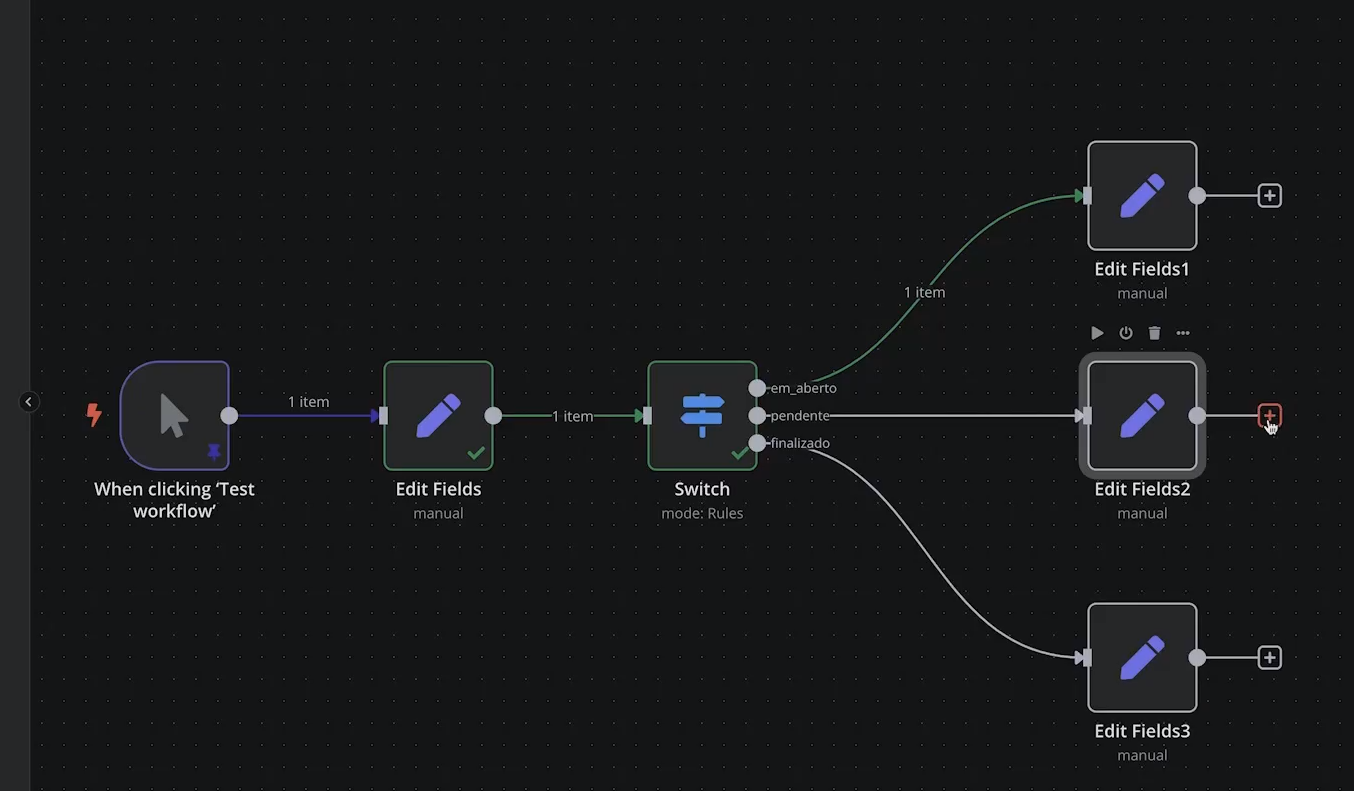 Edit Fields1
manual
1 item
1 item
1 item
em_aberto
pendente
finalizado
When clicking ‘Test
workflow’
Edit Fields
manual
Switch
mode: Rules
Edit Fields2
manual
Edit Fields3
manual